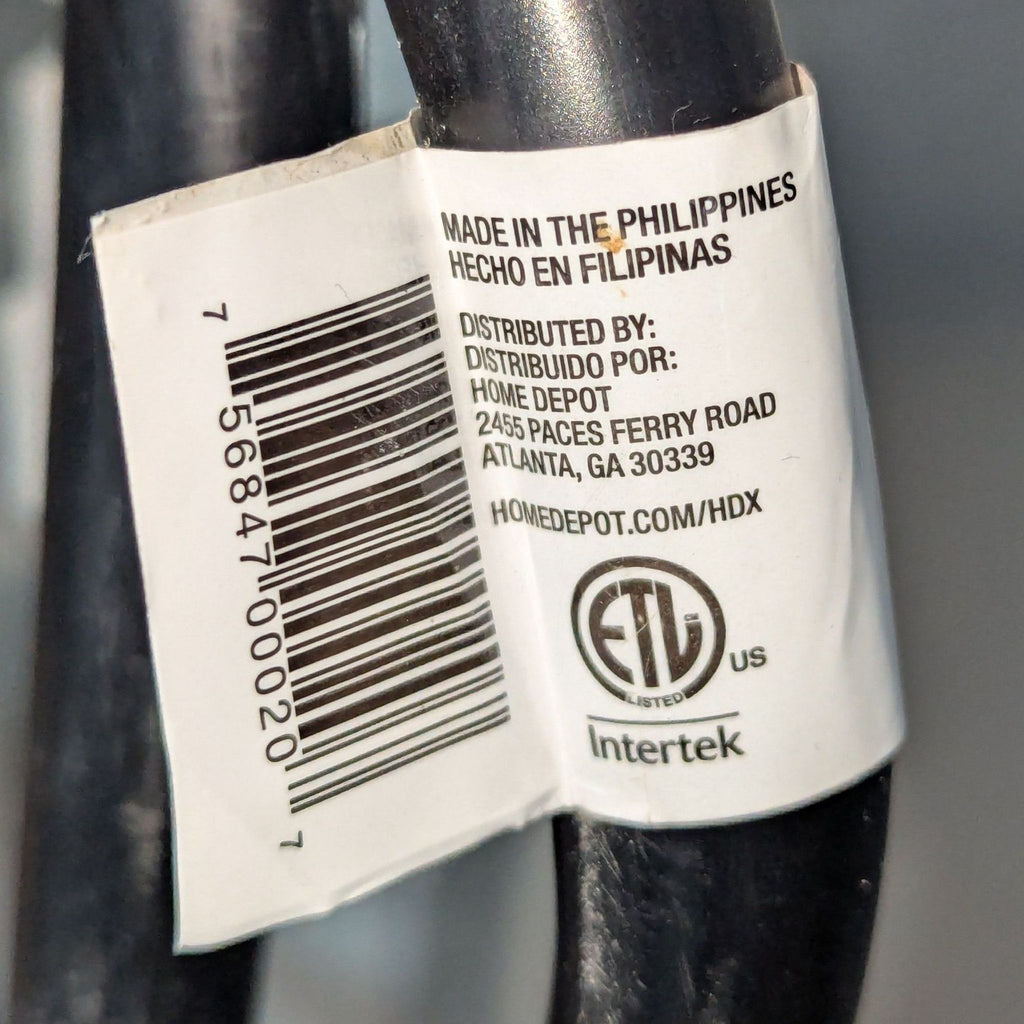 MADE IN THE PHILIPPINES
HECHO EN FILIPINAS
DISTRIBUTED BY:
DISTRIBUIDO POR:
HOME DEPOT
2455 PACES FERRY ROAD
ATLANTA, GA 30339
HOMEDEPOT.COM/HDX
ETL
LISTED
US
Intertek
7 56847 00020 7